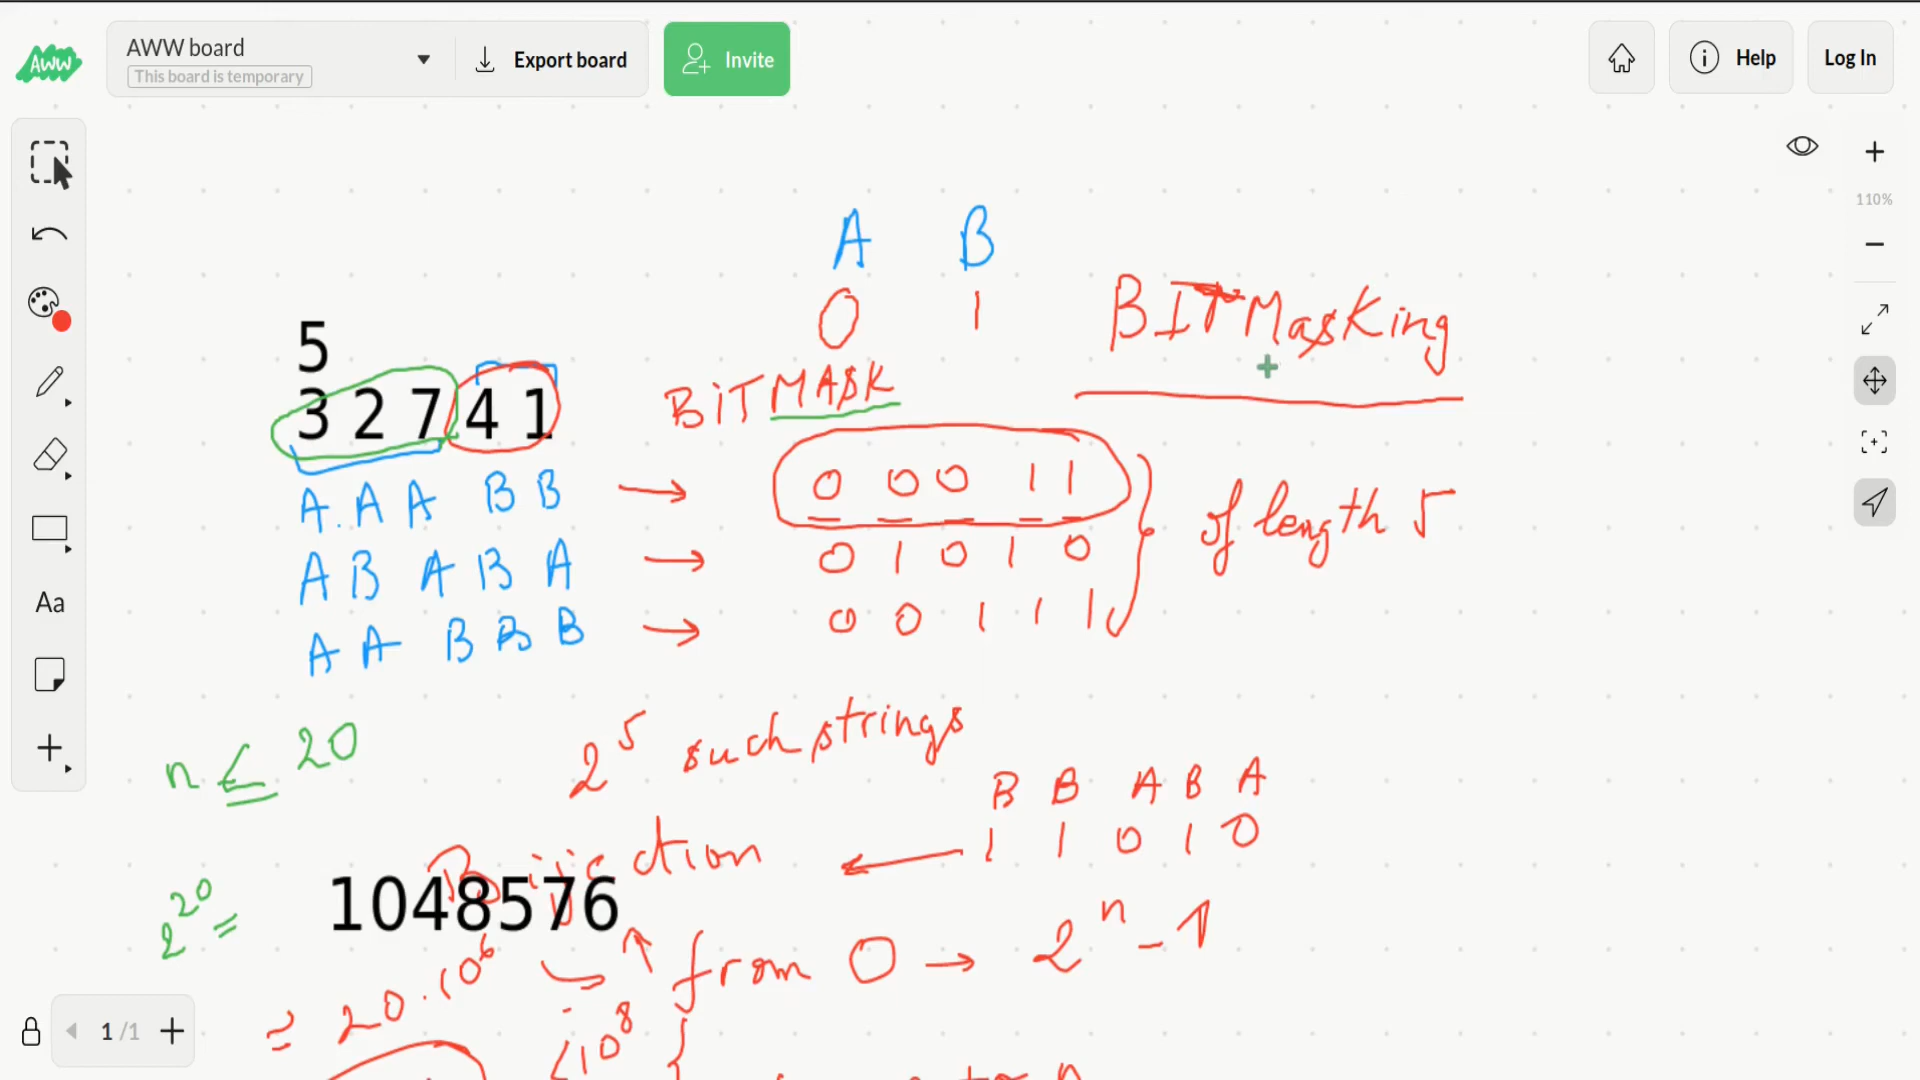 AWW
AWW board
This board is temporary
Export board
Invite
Help
Log In
110%
A B
0 1
BITMasking
5
3 2 7 4 1
BiTMASK
A. A A B B → 0 0 0 1 1
of length 5
A B A B A → 0 1 0 1 0
A A B B B → 0 0 1 1 1
Aa
n ≤ 20
2^5 such strings
B B A B A
1 1 0 1 0
Bijection
2^20 =
1048576
from 0 → 2^n - 1
= 20.10^6
<10^8
1 /1